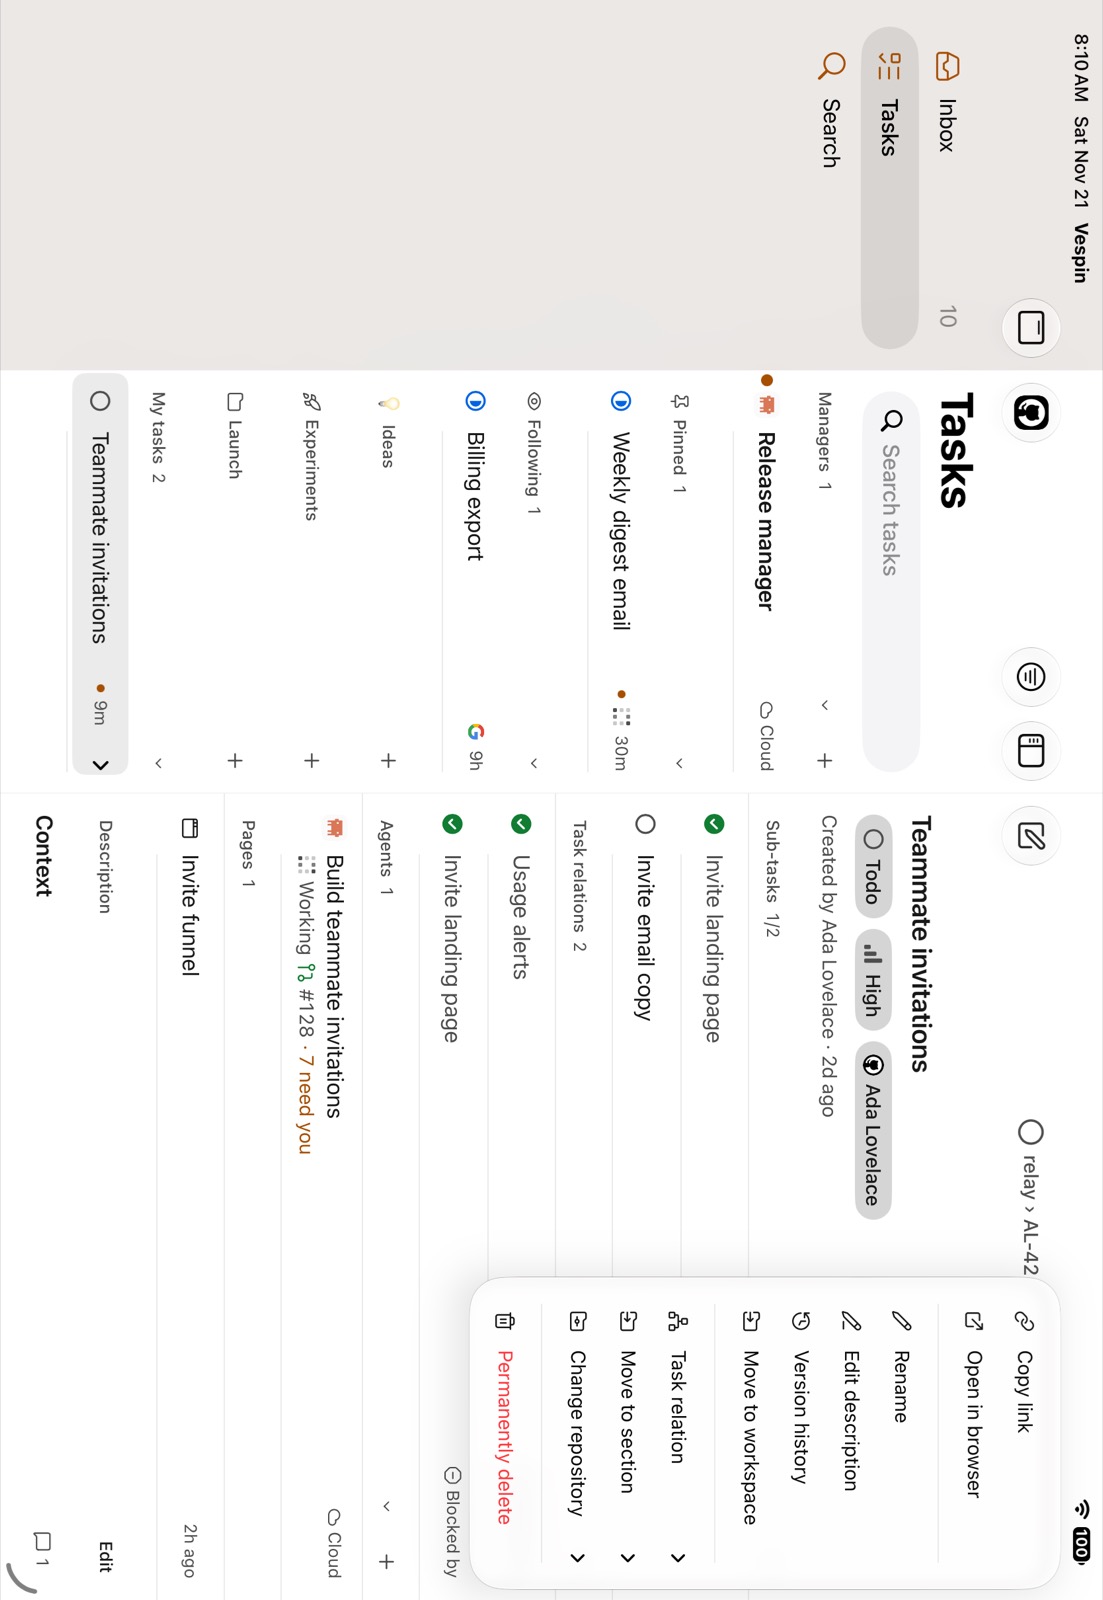 8:10 AM Sat Nov 21 Vespin
100
Inbox 10
Tasks
Search
Tasks
Search tasks
Managers 1
Release manager Cloud
Pinned 1
Weekly digest email 30m
Following 1
Billing export 9h
Ideas
Experiments
Launch
My tasks 2
Teammate invitations 9m
relay › AL-42
Teammate invitations
Todo High Ada Lovelace
Created by Ada Lovelace · 2d ago
Sub-tasks 1/2
Invite landing page
Invite email copy
Task relations 2
Usage alerts
Invite landing page Blocked by
Agents 1
Build teammate invitations Cloud
Working #128 · 7 need you
Pages 1
Invite funnel 2h ago
Description Edit
Context 1
Copy link
Open in browser
Rename
Edit description
Version history
Move to workspace
Task relation
Move to section
Change repository
Permanently delete